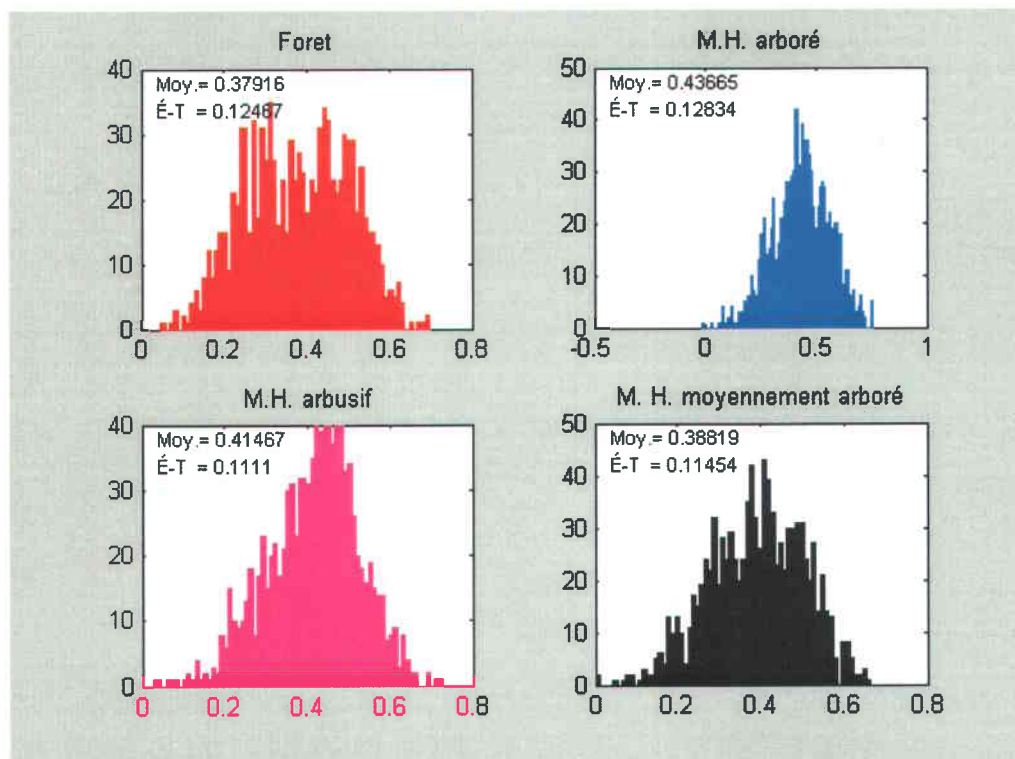 Foret
Moy.= 0.37916
É-T = 0.12467
40
30
20
10
0
0 0.2 0.4 0.6 0.8
M.H. arboré
Moy.= 0.43665
É-T = 0.12834
50
40
30
20
10
0
-0.5 0 0.5 1
M.H. arbusif
Moy.= 0.41467
É-T = 0.1111
40
30
20
10
0
0 0.2 0.4 0.6 0.8
M. H. moyennement arboré
Moy.= 0.38819
É-T = 0.11454
50
40
30
20
10
0
0 0.2 0.4 0.6 0.8